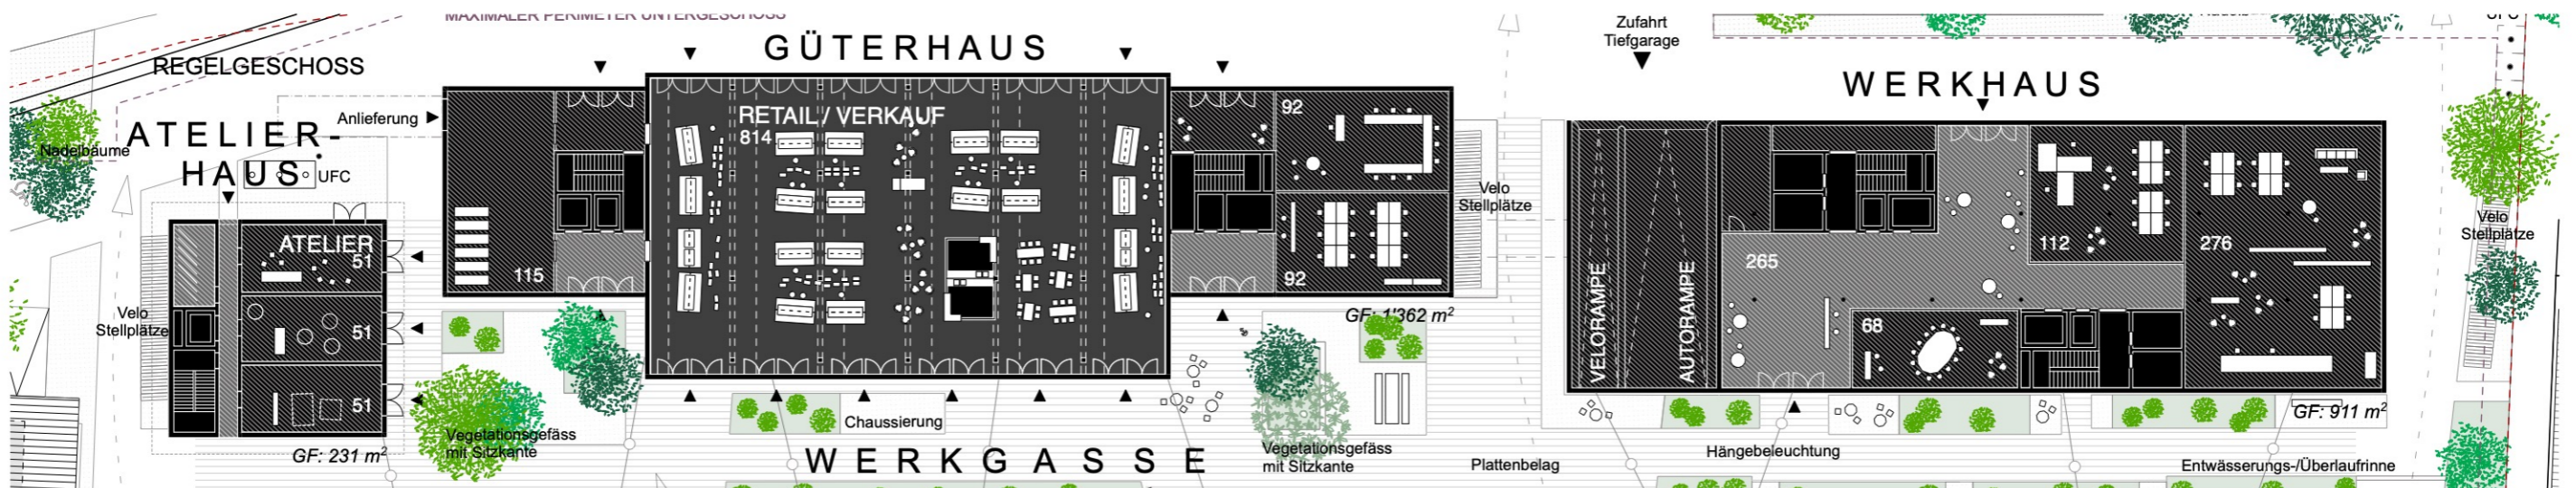 MAXIMALER PERIMETER UNTERGESCHOSS
REGELGESCHOSS
GÜTERHAUS
Zufahrt
Tiefgarage
WERKHAUS
UFC
Anlieferung
ATELIER-
HAUS
Nadelbäume
UFC
RETAIL / VERKAUF
814
92
92
115
Velo
Stellplätze
ATELIER
51
51
51
Velo
Stellplätze
GF: 231 m²
GF: 1'362 m²
VELORAMPE
AUTORAMPE
265
112
276
68
Velo
Stellplätze
GF: 911 m²
Vegetationsgefäss
mit Sitzkante
Chaussierung
WERKGASSE
Vegetationsgefäss
mit Sitzkante
Plattenbelag
Hängebeleuchtung
Entwässerungs-/Überlaufrinne